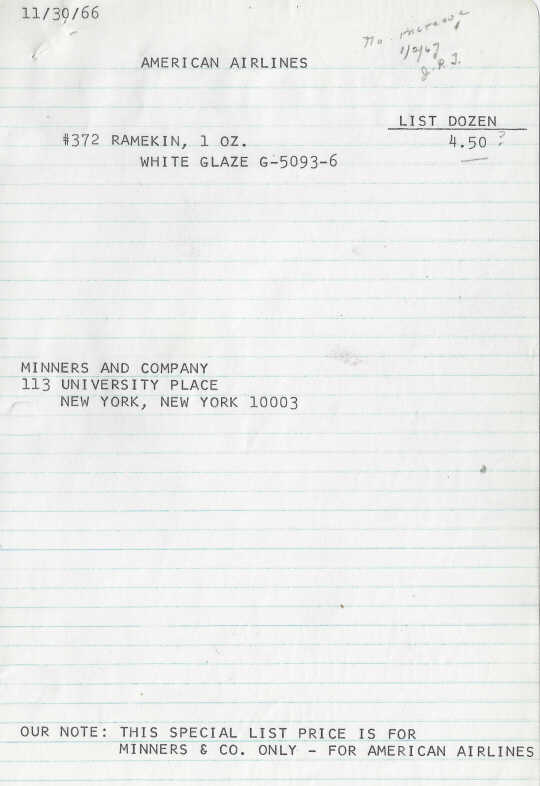 11/30/66
No increase
1/2/67
J.R.J.
AMERICAN AIRLINES
LIST DOZEN
#372 RAMEKIN, 1 OZ. 4.50 ?
WHITE GLAZE G-5093-6
MINNERS AND COMPANY
113 UNIVERSITY PLACE
NEW YORK, NEW YORK 10003
OUR NOTE: THIS SPECIAL LIST PRICE IS FOR
MINNERS & CO. ONLY - FOR AMERICAN AIRLINES